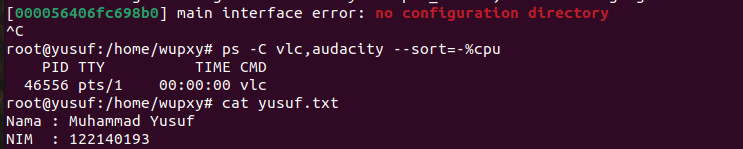 [000056406fc698b0] main interface error: no configuration directory
^C
root@yusuf:/home/wupxy# ps -C vlc,audacity --sort=-%cpu
    PID TTY          TIME CMD
  46556 pts/1    00:00:00 vlc
root@yusuf:/home/wupxy# cat yusuf.txt
Nama : Muhammad Yusuf
NIM  : 122140193